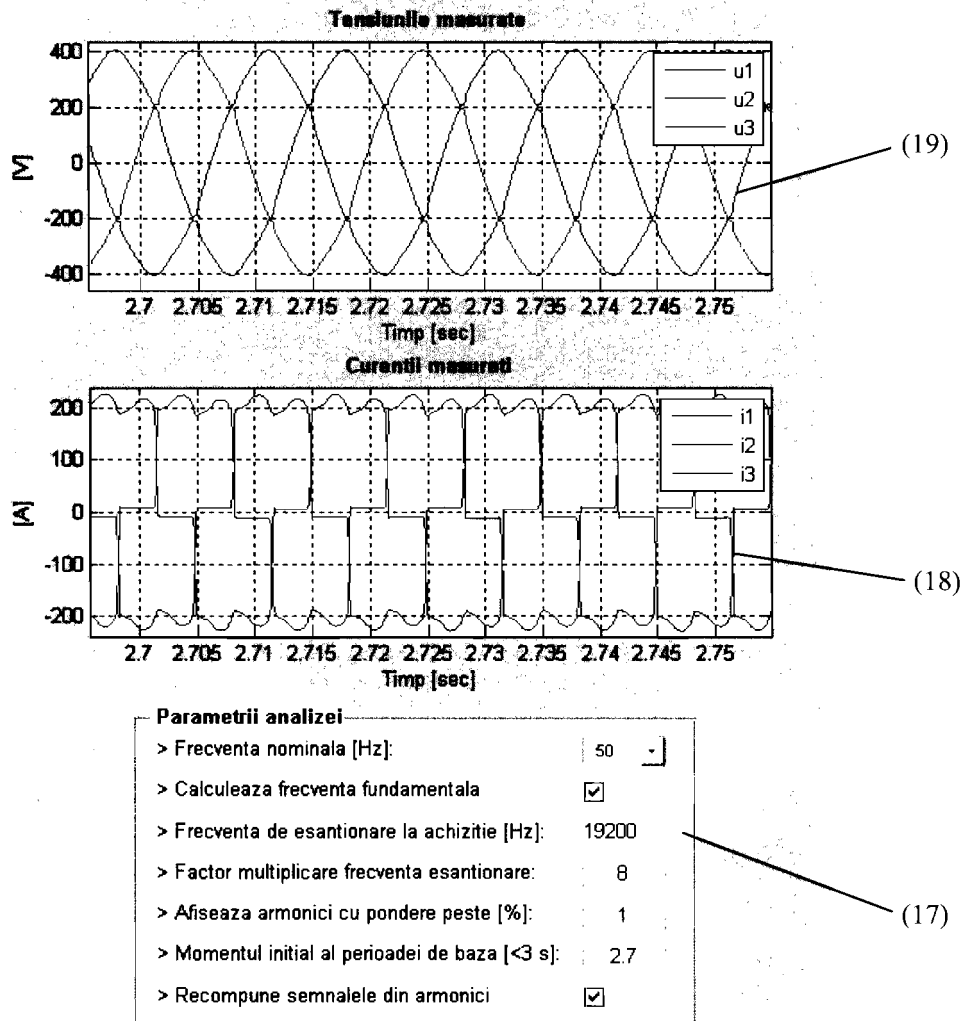 Tensiunile masurate
400
200
0
-200
-400
[V]
u1
u2
u3
(19)
2.7 2.705 2.71 2.715 2.72 2.725 2.73 2.735 2.74 2.745 2.75
Timp [sec]
Curentii masurati
200
100
0
-100
-200
[A]
i1
i2
i3
(18)
2.7 2.705 2.71 2.715 2.72 2.725 2.73 2.735 2.74 2.745 2.75
Timp [sec]
Parametrii analizei
> Frecventa nominala [Hz]: 50
> Calculeaza frecventa fundamentala
> Frecventa de esantionare la achizitie [Hz]: 19200
> Factor multiplicare frecventa esantionare: 8
(17)
> Afiseaza armonici cu pondere peste [%]: 1
> Momentul initial al perioadei de baza [<3 s]: 2.7
> Recompune semnalele din armonici